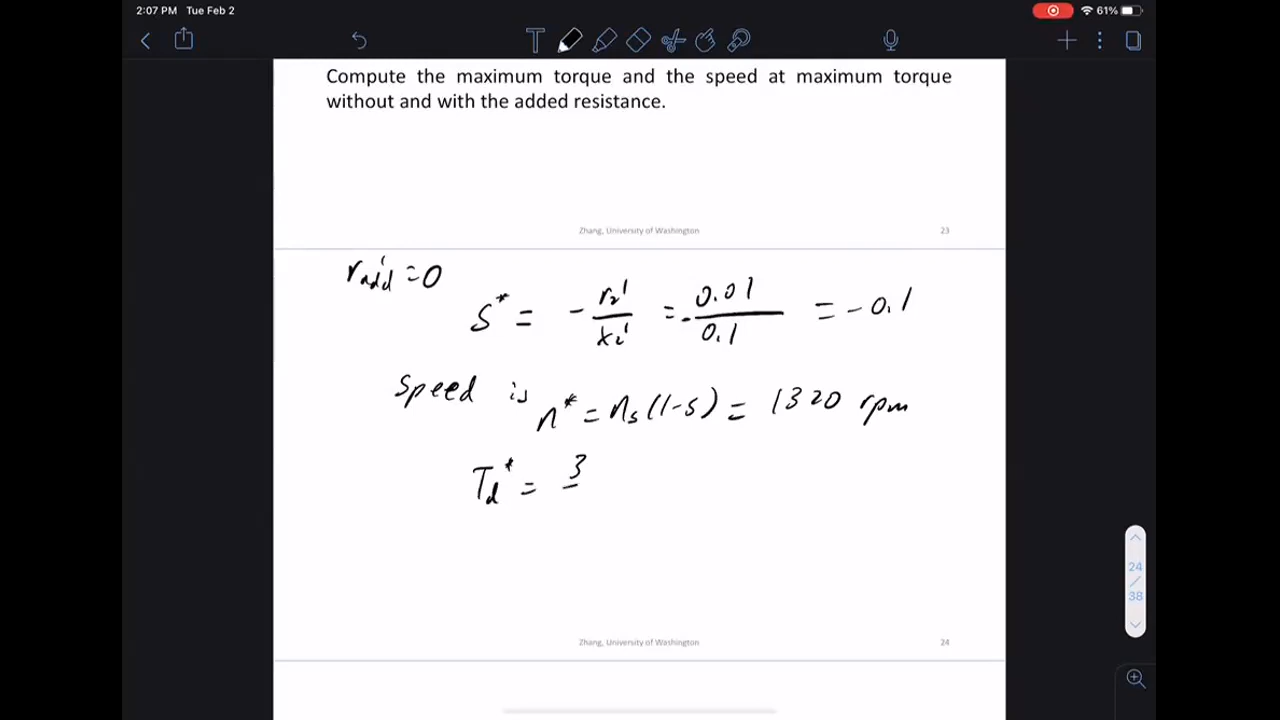 2:07 PM Tue Feb 2
61%
Compute the maximum torque and the speed at maximum torque
without and with the added resistance.
Zhang, University of Washington 23
r'add = 0
S* = - r2'/x2' = - 0.01/0.1 = -0.1
Speed is n* = ns(1-s) = 1320 rpm
Td* = 3
24
/
38
Zhang, University of Washington 24